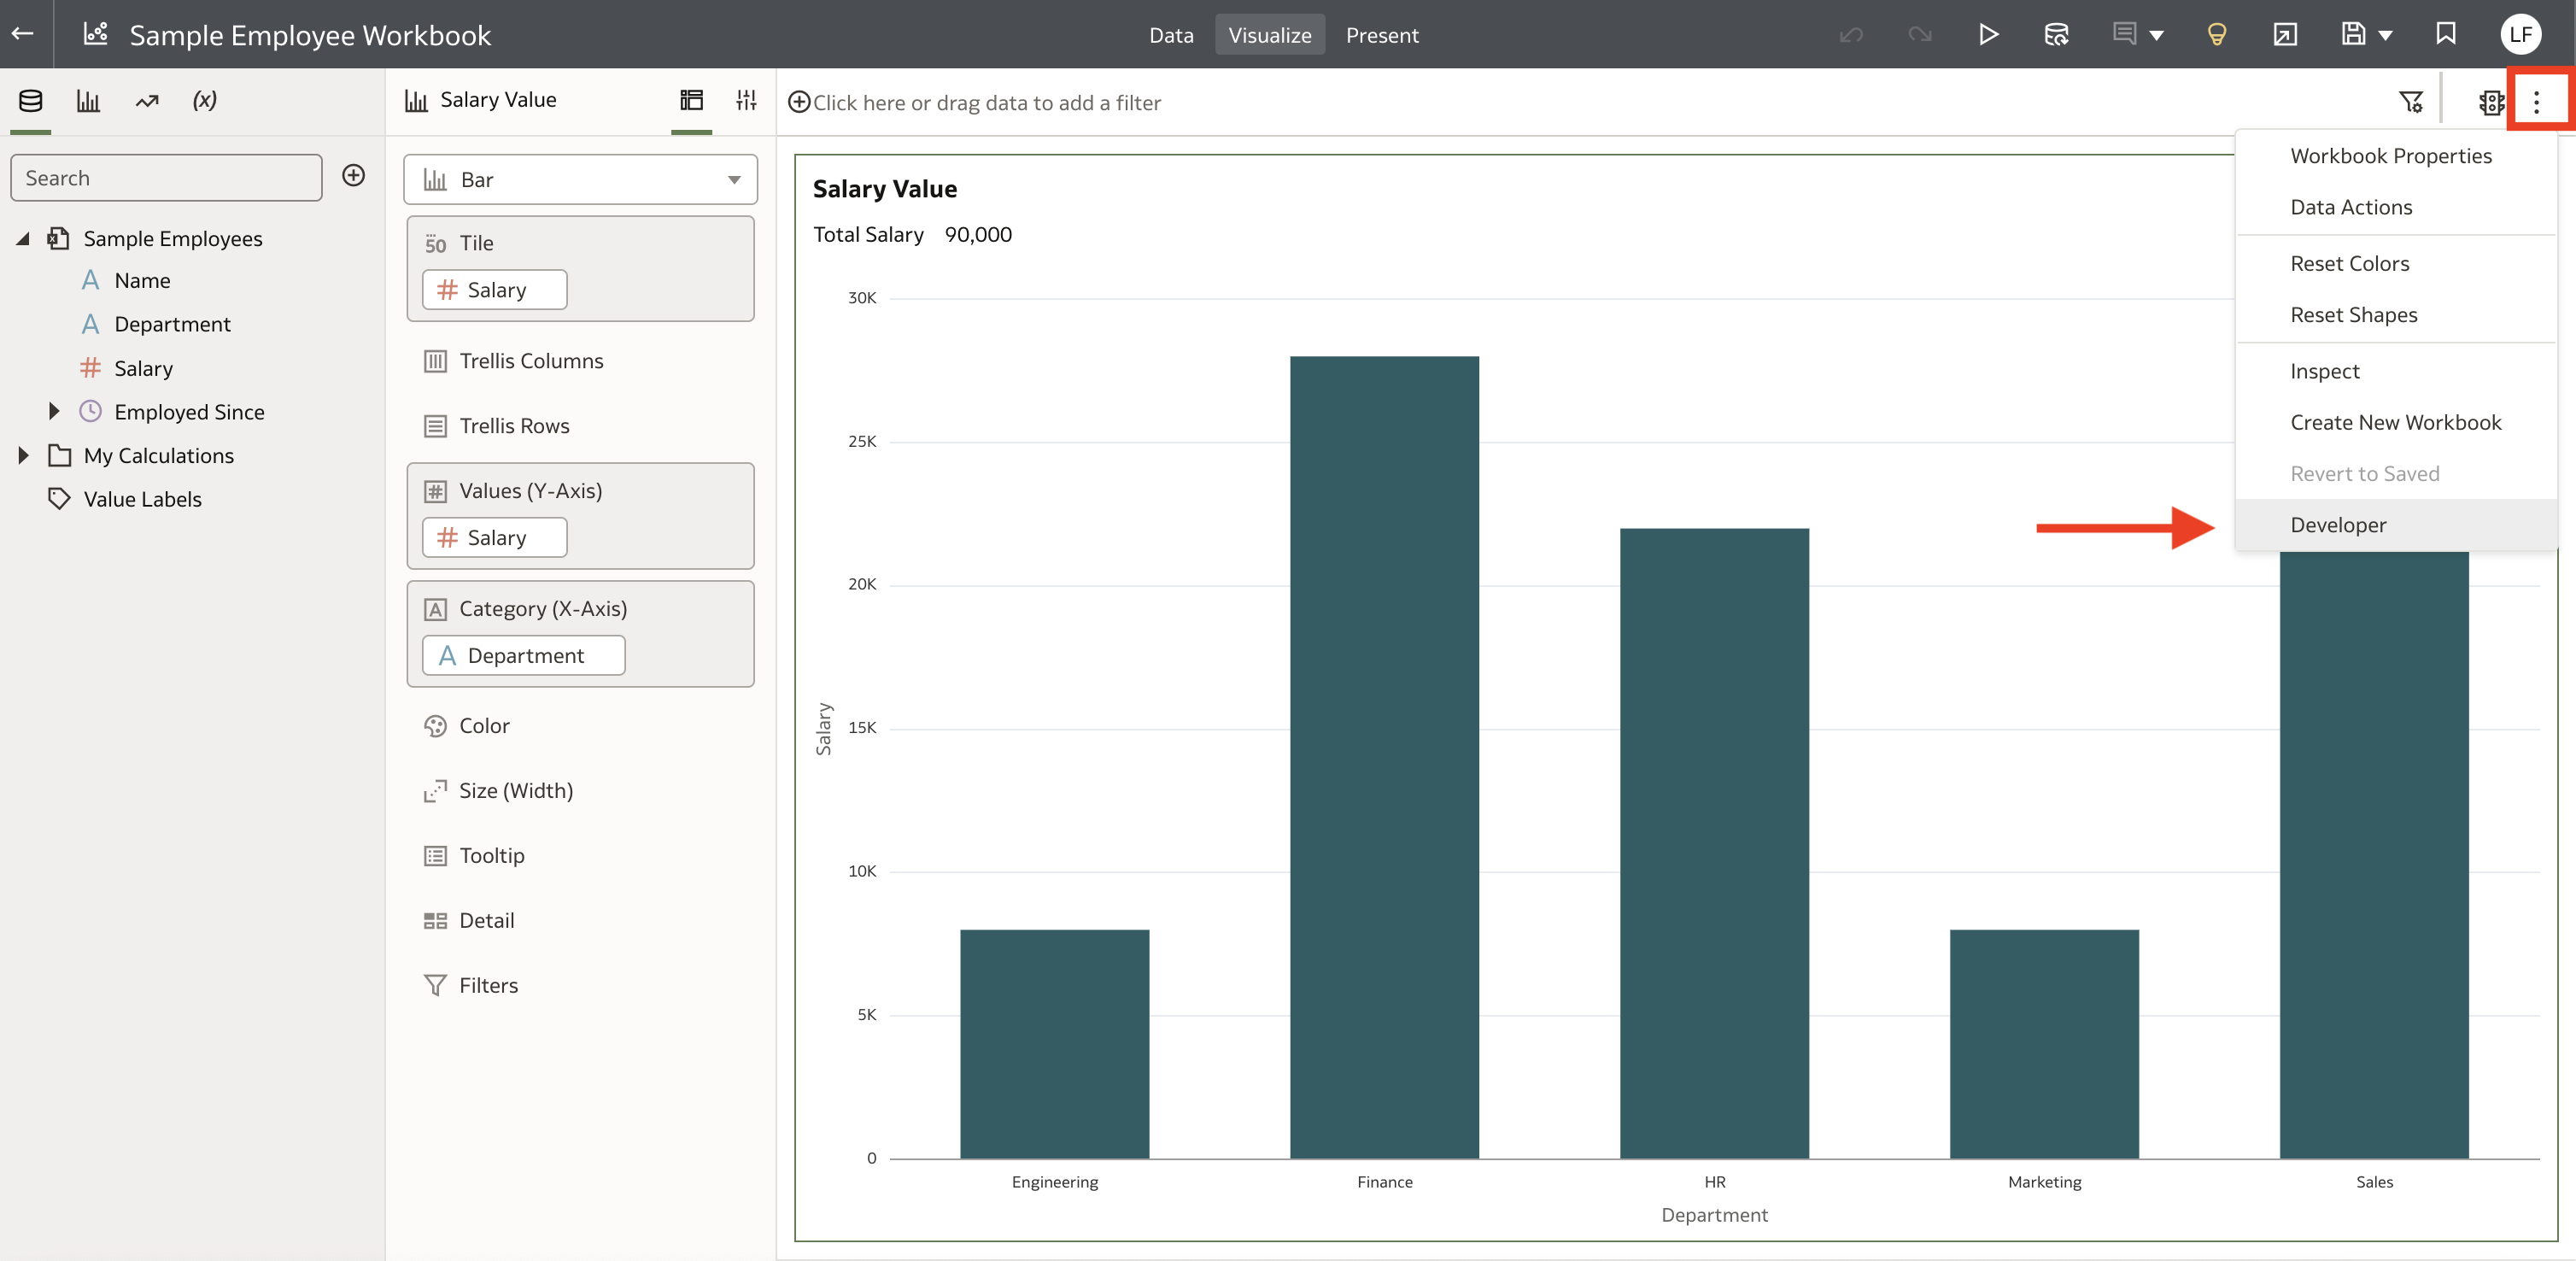 Sample Employee Workbook
Data
Visualize
Present
LF
(x)
Salary Value
Click here or drag data to add a filter
Search
Sample Employees
A Name
A Department
# Salary
Employed Since
My Calculations
Value Labels
Bar
50 Tile
# Salary
Trellis Columns
Trellis Rows
# Values (Y-Axis)
# Salary
A Category (X-Axis)
A Department
Color
Size (Width)
Tooltip
Detail
Filters
Salary Value
Total Salary 90,000
30K
25K
20K
15K
10K
5K
0
Salary
Engineering
Finance
HR
Marketing
Sales
Department
Workbook Properties
Data Actions
Reset Colors
Reset Shapes
Inspect
Create New Workbook
Revert to Saved
Developer